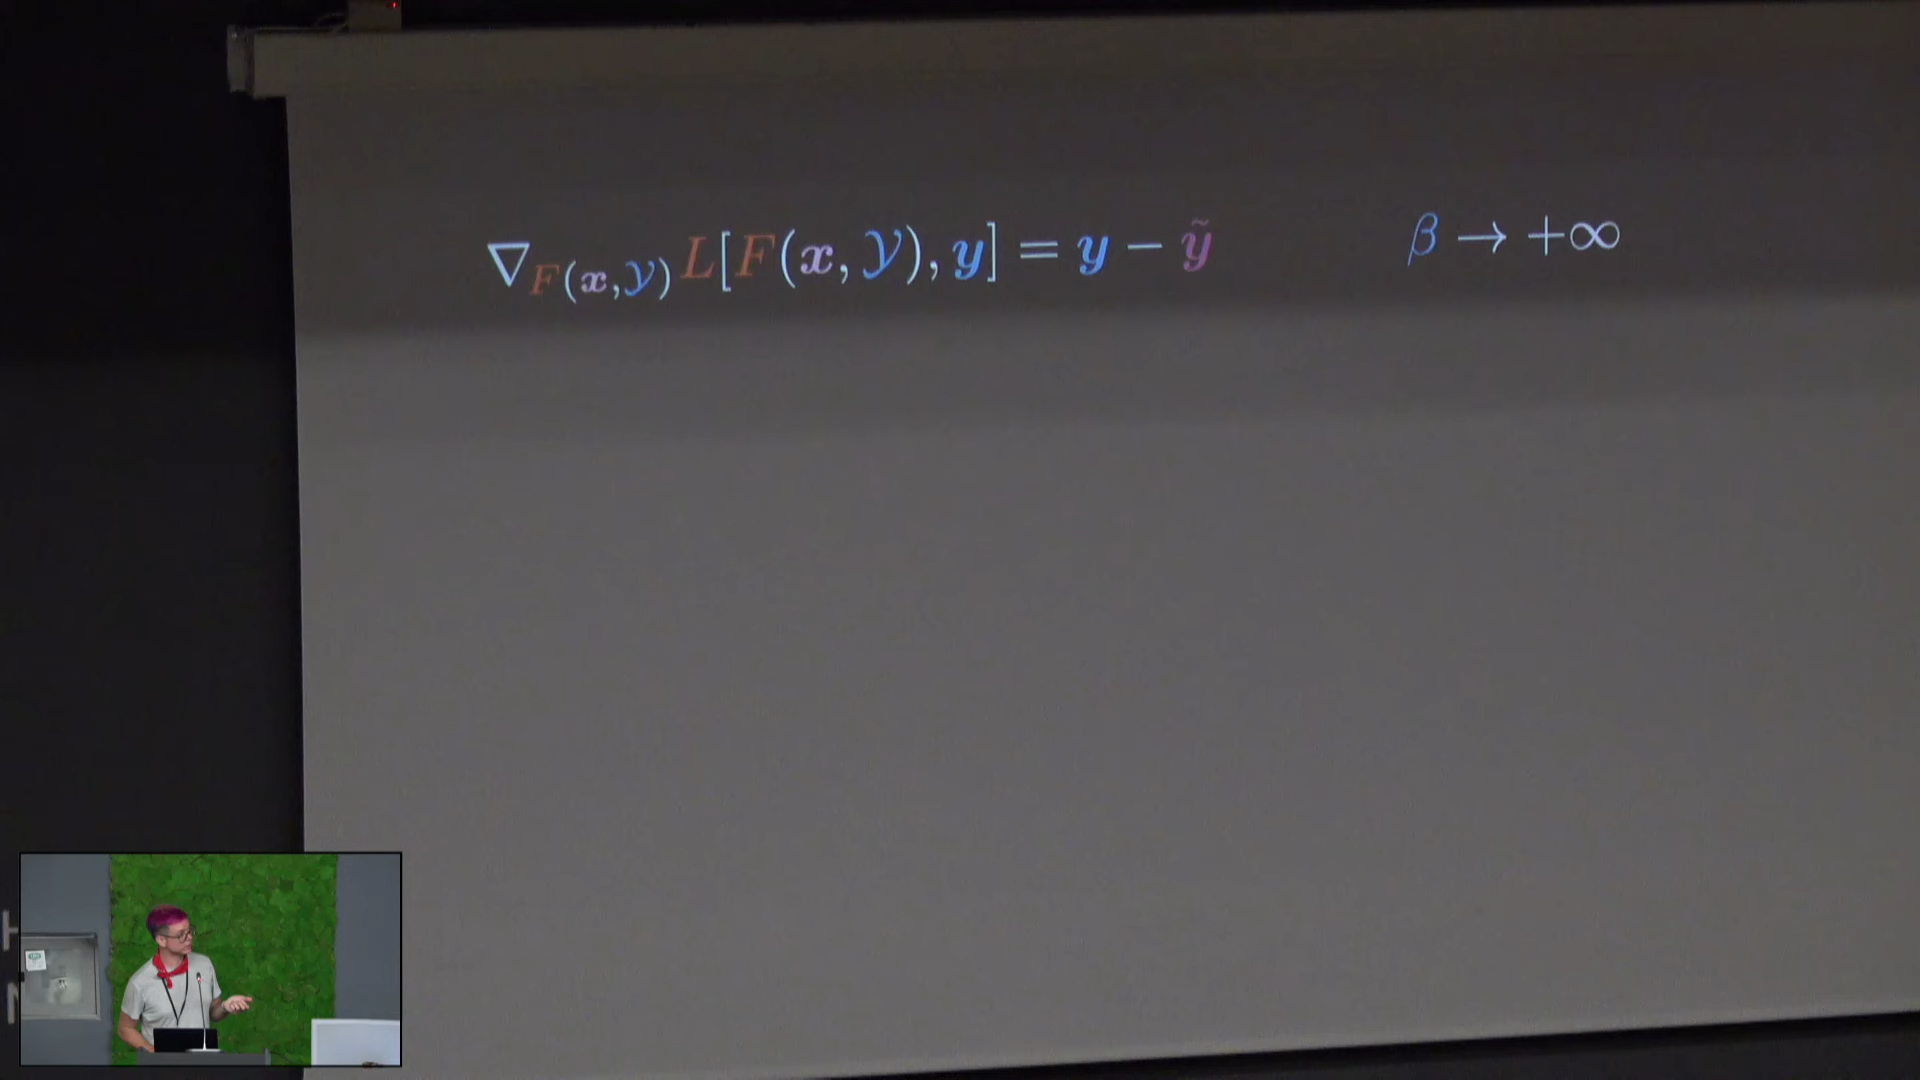 ∇_{F(x,𝒴)} L[F(x, 𝒴), y] = y − ỹ β → +∞